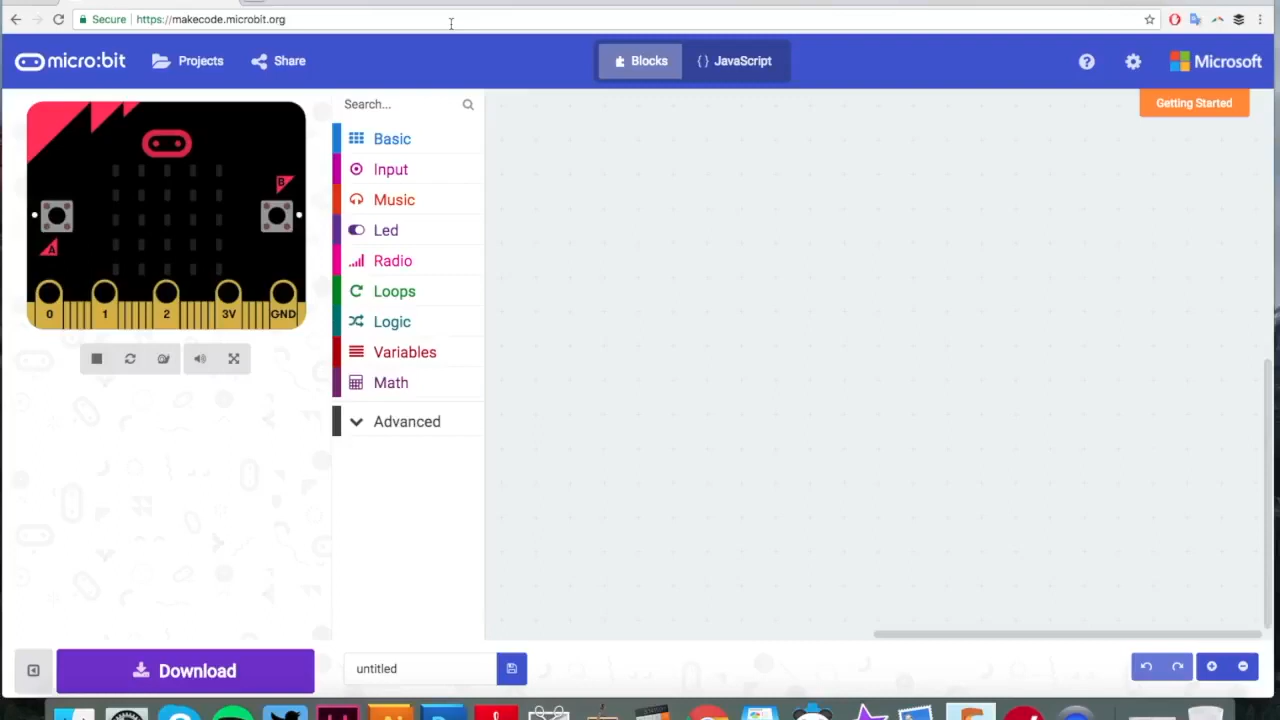 Secure https://makecode.microbit.org
micro:bit Projects Share Blocks {} JavaScript ? Microsoft
Search...
Getting Started
Basic
Input
Music
Led
Radio
Loops
Logic
Variables
Math
Advanced
B
A
0 1 2 3V GND
Download
untitled